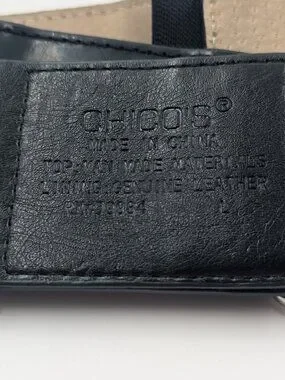 CHICO'S®
MADE IN CHINA
TOP: MAN MADE MATERIALS
LINING: GENUINE LEATHER
L